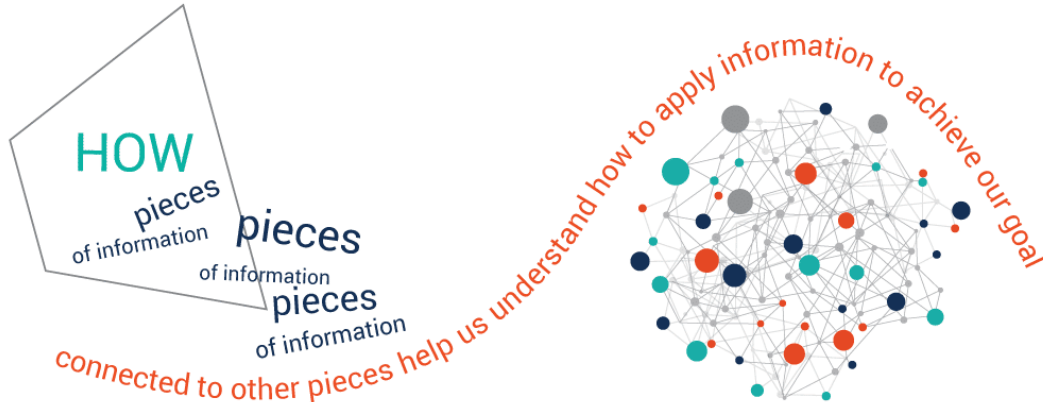 HOW
pieces
of information
pieces
of information
pieces
of information
connected to other pieces help us understand how to apply information to achieve our goal